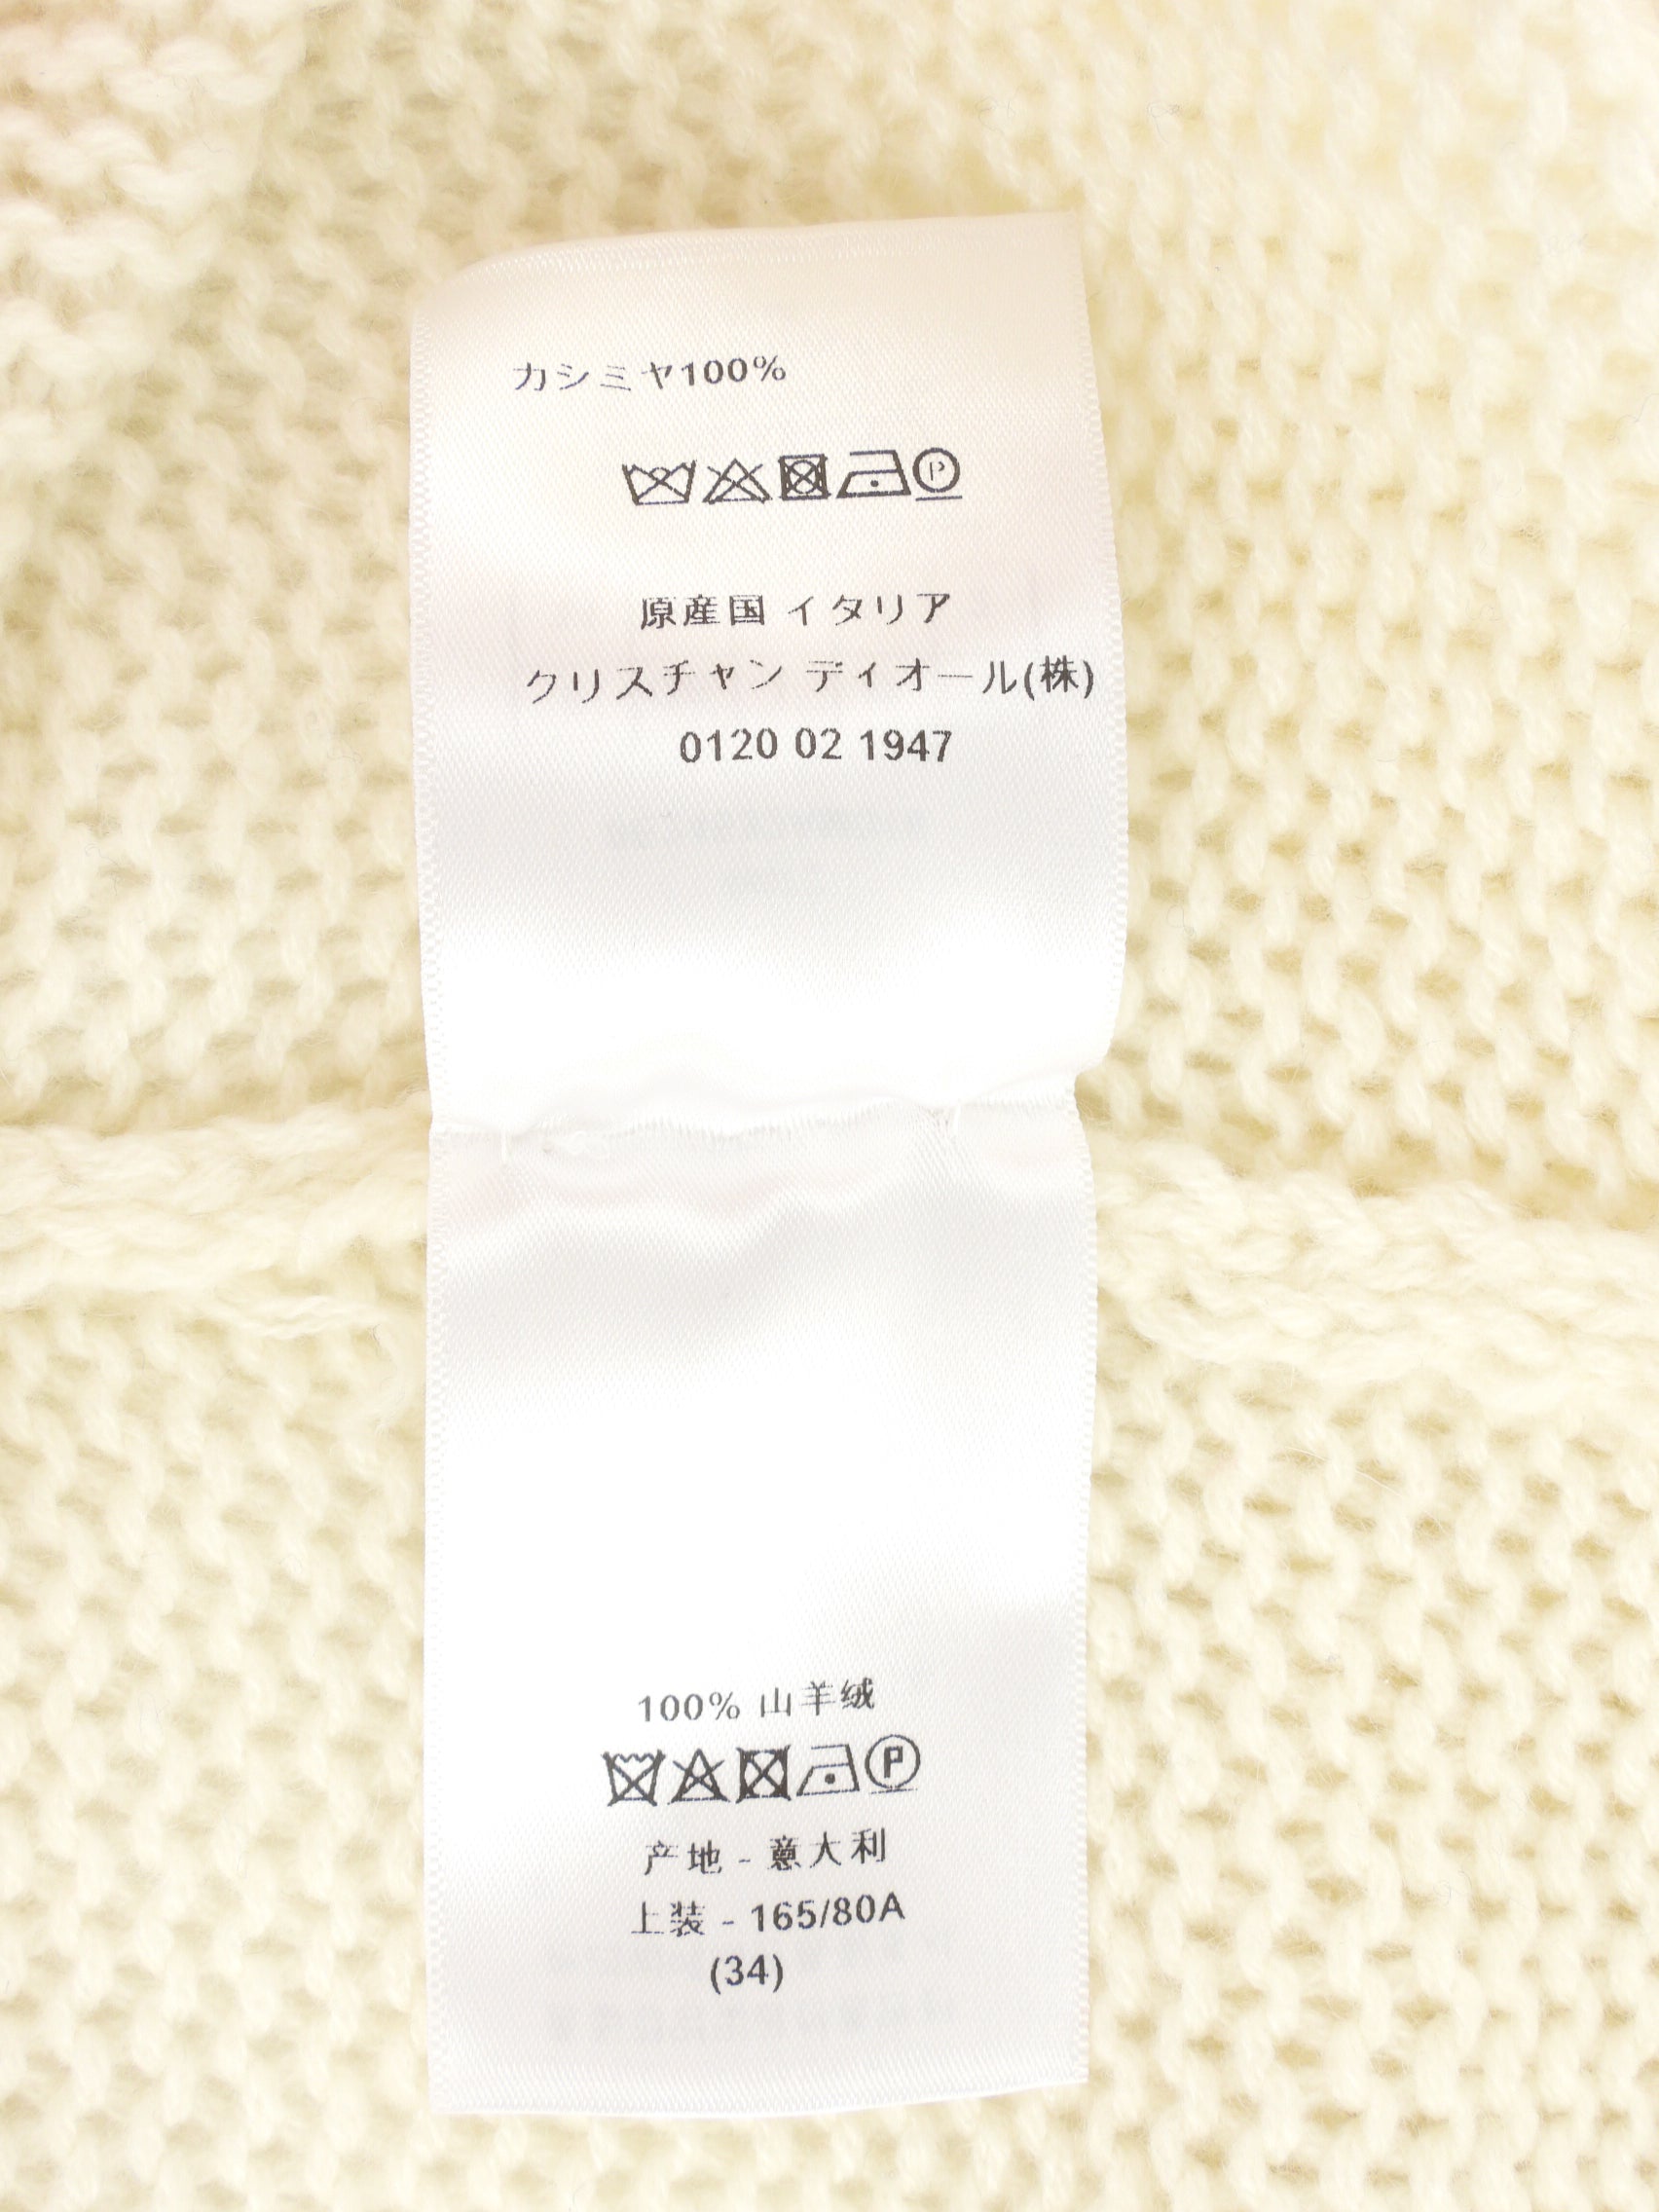 カシミヤ100%
P
原産国 イタリア
クリスチャン ディオール(株)
0120 02 1947
100% 山羊绒
P
产地 - 意大利
上装 - 165/80A
(34)